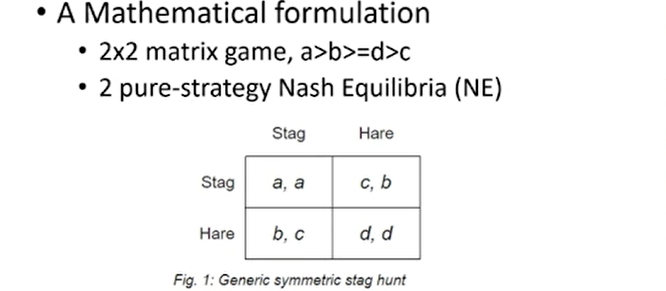 • A Mathematical formulation
• 2x2 matrix game, a>b>=d>c
• 2 pure-strategy Nash Equilibria (NE)
Stag Hare
Stag a, a c, b
Hare b, c d, d
Fig. 1: Generic symmetric stag hunt